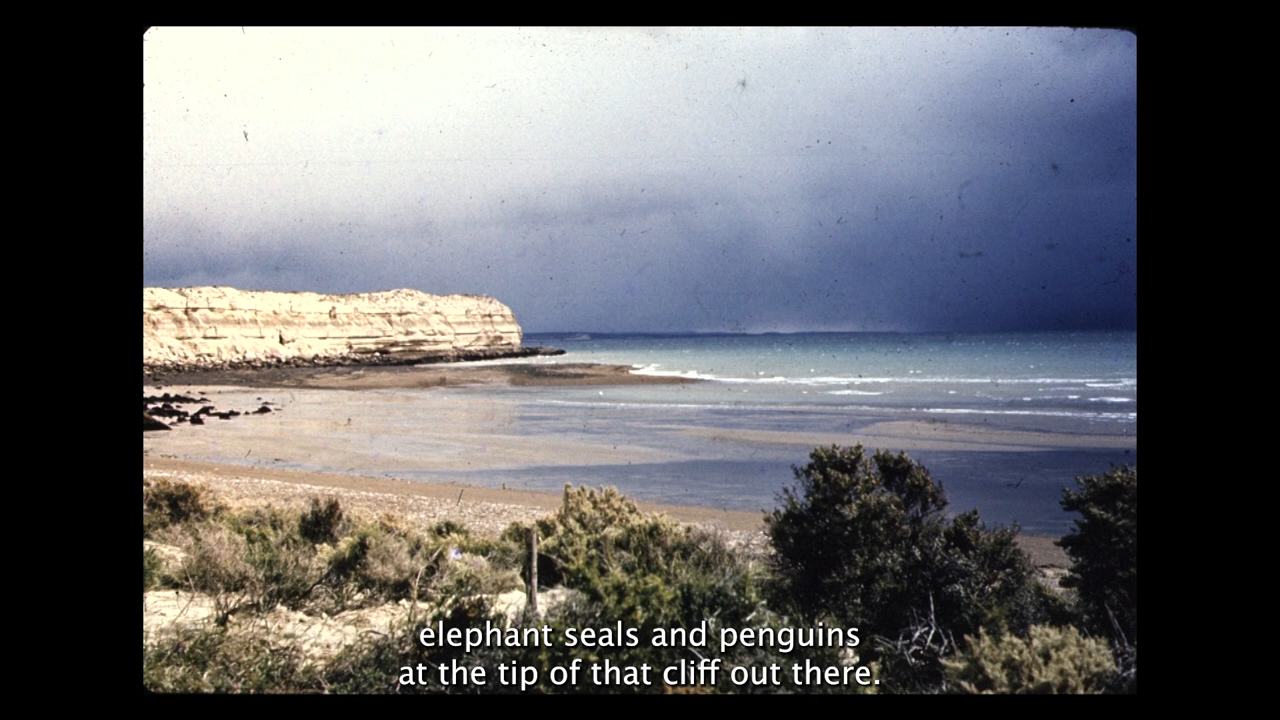 elephant seals and penguins
at the tip of that cliff out there.